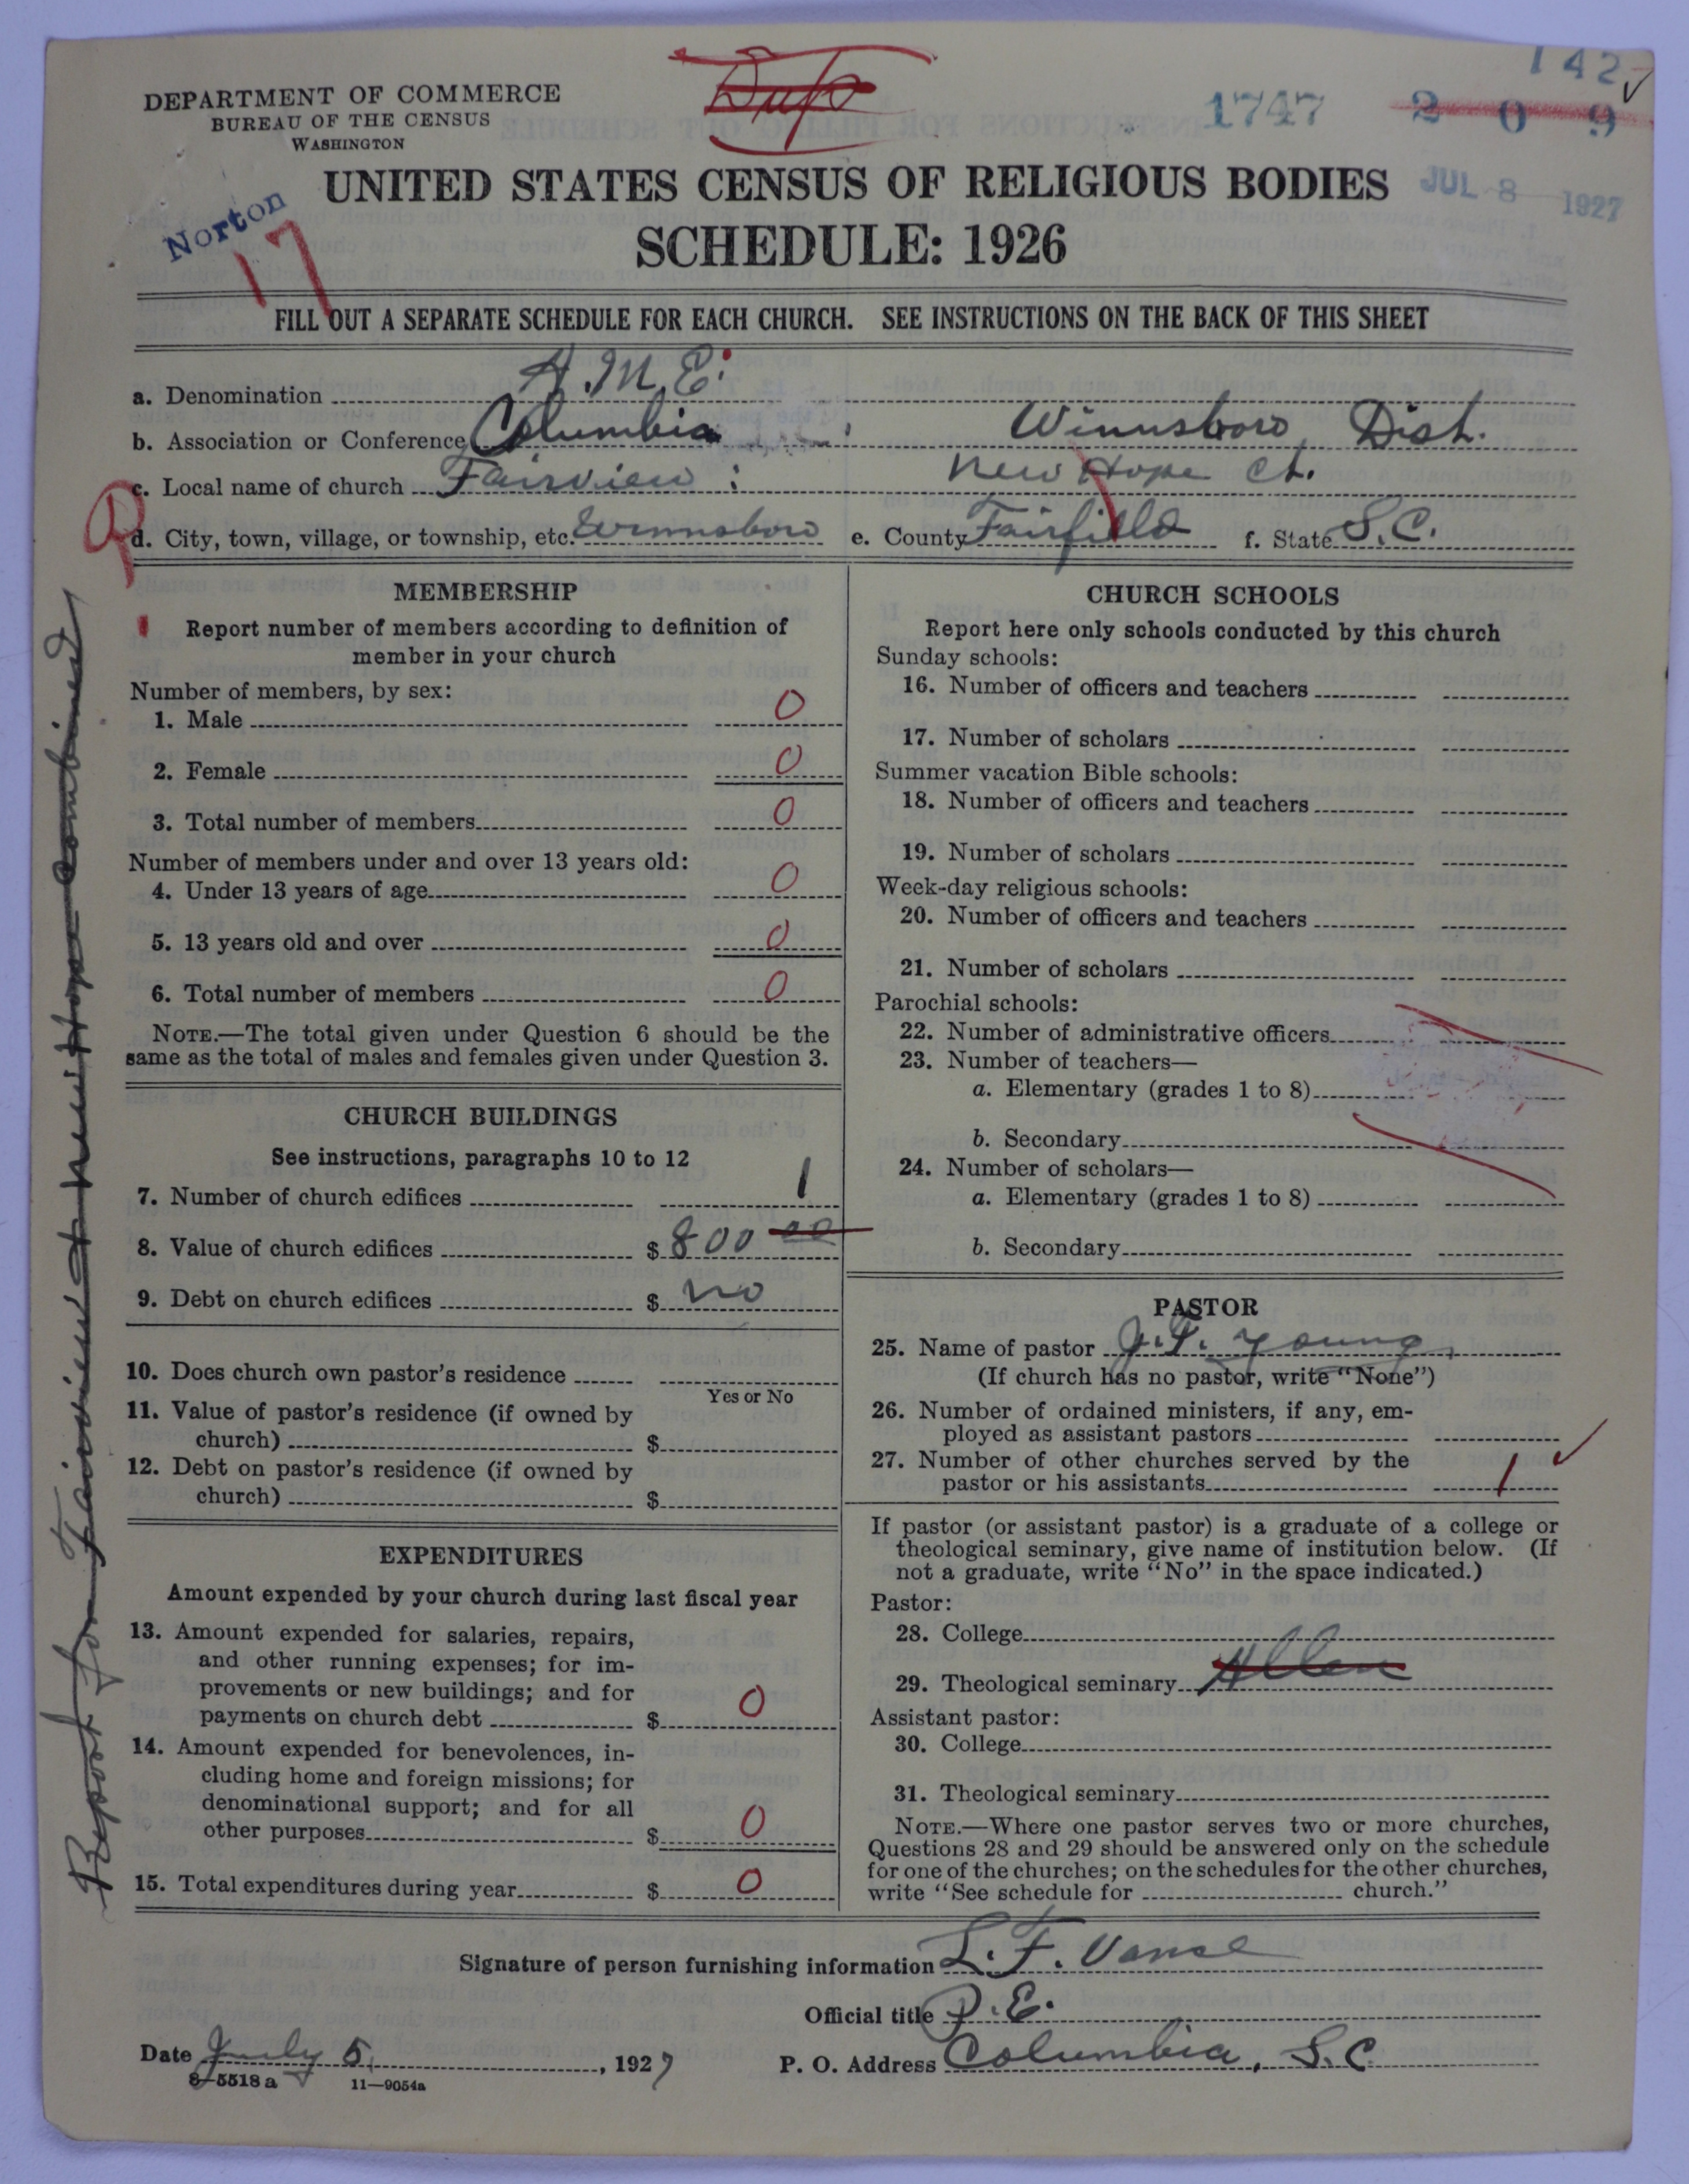 DEPARTMENT OF COMMERCE
BUREAU OF THE CENSUS
WASHINGTON
Dup
142
1747 209
UNITED STATES CENSUS OF RELIGIOUS BODIES
JUL 8 1927
SCHEDULE: 1926
Norton
17
FILL OUT A SEPARATE SCHEDULE FOR EACH CHURCH. SEE INSTRUCTIONS ON THE BACK OF THIS SHEET
a. Denomination A.M.E.
b. Association or Conference Columbia : Winnsboro Dist.
c. Local name of church Fairview : New Hope Ct.
d. City, town, village, or township, etc. Winnsboro e. County Fairfield f. State S.C.
Report for Fairview & New Hope combined
MEMBERSHIP
Report number of members according to definition of
member in your church
Number of members, by sex:
1. Male 0
2. Female 0
3. Total number of members 0
Number of members under and over 13 years old:
4. Under 13 years of age 0
5. 13 years old and over 0
6. Total number of members 0
NOTE.—The total given under Question 6 should be the
same as the total of males and females given under Question 3.
CHURCH BUILDINGS
See instructions, paragraphs 10 to 12
7. Number of church edifices 1
8. Value of church edifices $ 800 00
9. Debt on church edifices $ no
10. Does church own pastor's residence
Yes or No
11. Value of pastor's residence (if owned by
church) $
12. Debt on pastor's residence (if owned by
church) $
EXPENDITURES
Amount expended by your church during last fiscal year
13. Amount expended for salaries, repairs,
and other running expenses; for im-
provements or new buildings; and for
payments on church debt $ 0
14. Amount expended for benevolences, in-
cluding home and foreign missions; for
denominational support; and for all
other purposes $ 0
15. Total expenditures during year $ 0
CHURCH SCHOOLS
Report here only schools conducted by this church
Sunday schools:
16. Number of officers and teachers
17. Number of scholars
Summer vacation Bible schools:
18. Number of officers and teachers
19. Number of scholars
Week-day religious schools:
20. Number of officers and teachers
21. Number of scholars
Parochial schools:
22. Number of administrative officers
23. Number of teachers—
a. Elementary (grades 1 to 8)
b. Secondary
24. Number of scholars—
a. Elementary (grades 1 to 8)
b. Secondary
PASTOR
25. Name of pastor J.T. Young
(If church has no pastor, write "None")
26. Number of ordained ministers, if any, em-
ployed as assistant pastors
27. Number of other churches served by the
pastor or his assistants 1
If pastor (or assistant pastor) is a graduate of a college or
theological seminary, give name of institution below. (If
not a graduate, write "No" in the space indicated.)
Pastor:
28. College
29. Theological seminary Allen
Assistant pastor:
30. College
31. Theological seminary
NOTE.—Where one pastor serves two or more churches,
Questions 28 and 29 should be answered only on the schedule
for one of the churches; on the schedules for the other churches,
write "See schedule for church."
Signature of person furnishing information L. F. Vance
Official title P. E.
Date July 5, 1927 P. O. Address Columbia, S.C.
8-5518 a 11—9054a